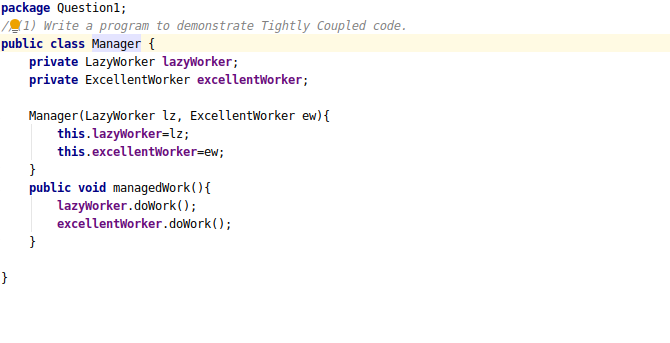 package Question1;
//(1) Write a program to demonstrate Tightly Coupled code.
public class Manager {
    private LazyWorker lazyWorker;
    private ExcellentWorker excellentWorker;
    Manager(LazyWorker lz, ExcellentWorker ew){
        this.lazyWorker=lz;
        this.excellentWorker=ew;
    }
    public void managedWork(){
        lazyWorker.doWork();
        excellentWorker.doWork();
    }
}